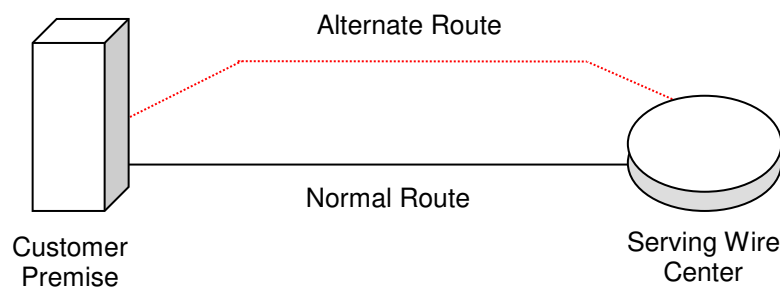 Alternate Route
Normal Route
Customer
Premise
Serving Wire
Center